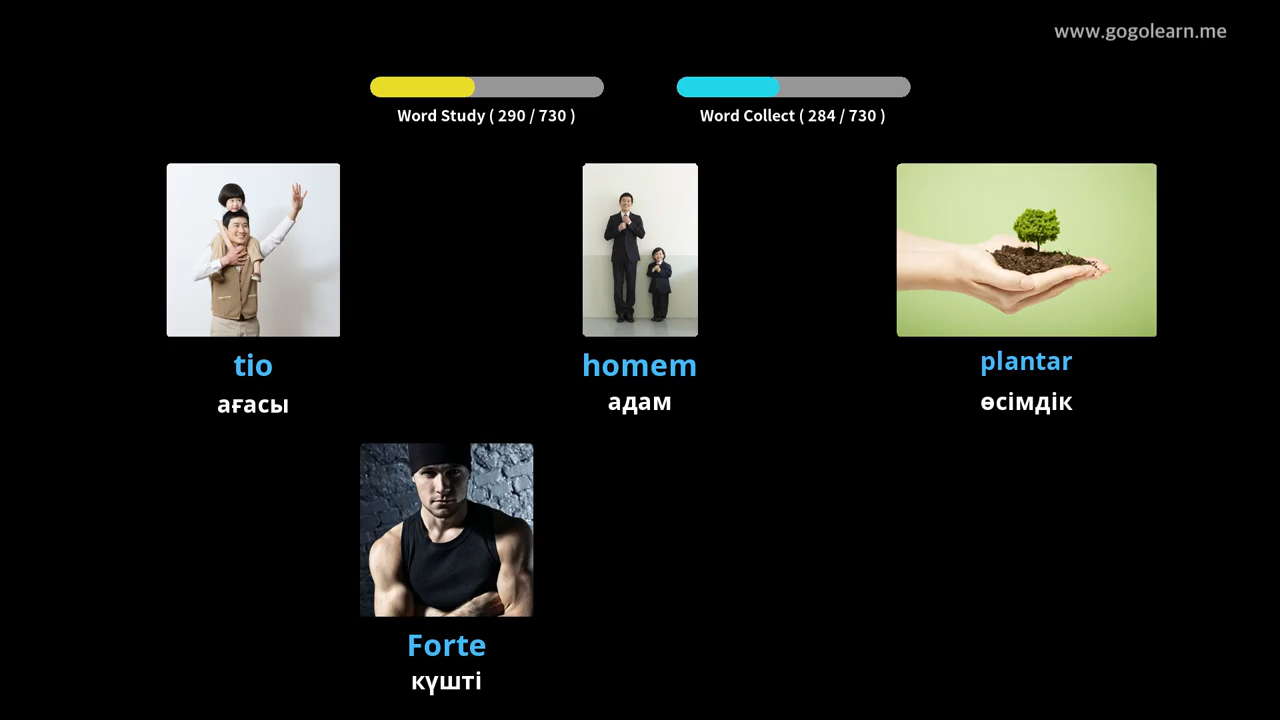 www.gogolearn.me
Word Study ( 290 / 730 )
Word Collect ( 284 / 730 )
tio
ағасы
homem
адам
plantar
өсімдік
Forte
күшті